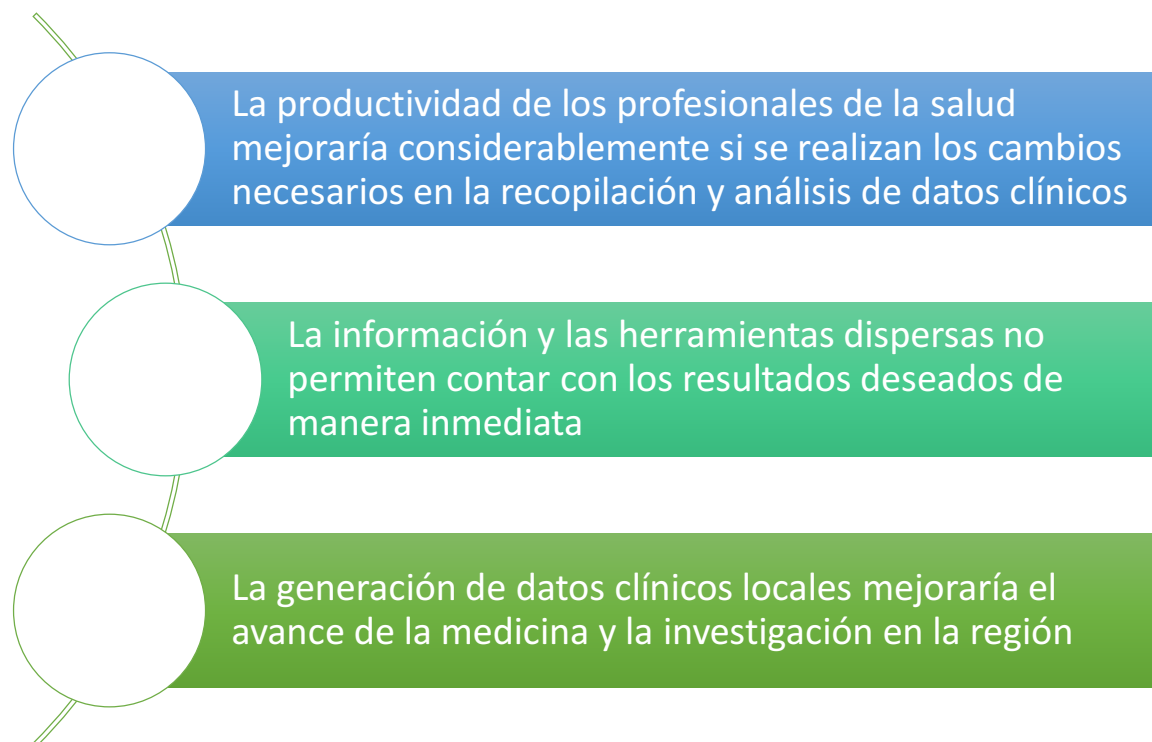 La productividad de los profesionales de la salud
mejoraría considerablemente si se realizan los cambios
necesarios en la recopilación y análisis de datos clínicos
La información y las herramientas dispersas no
permiten contar con los resultados deseados de
manera inmediata
La generación de datos clínicos locales mejoraría el
avance de la medicina y la investigación en la región